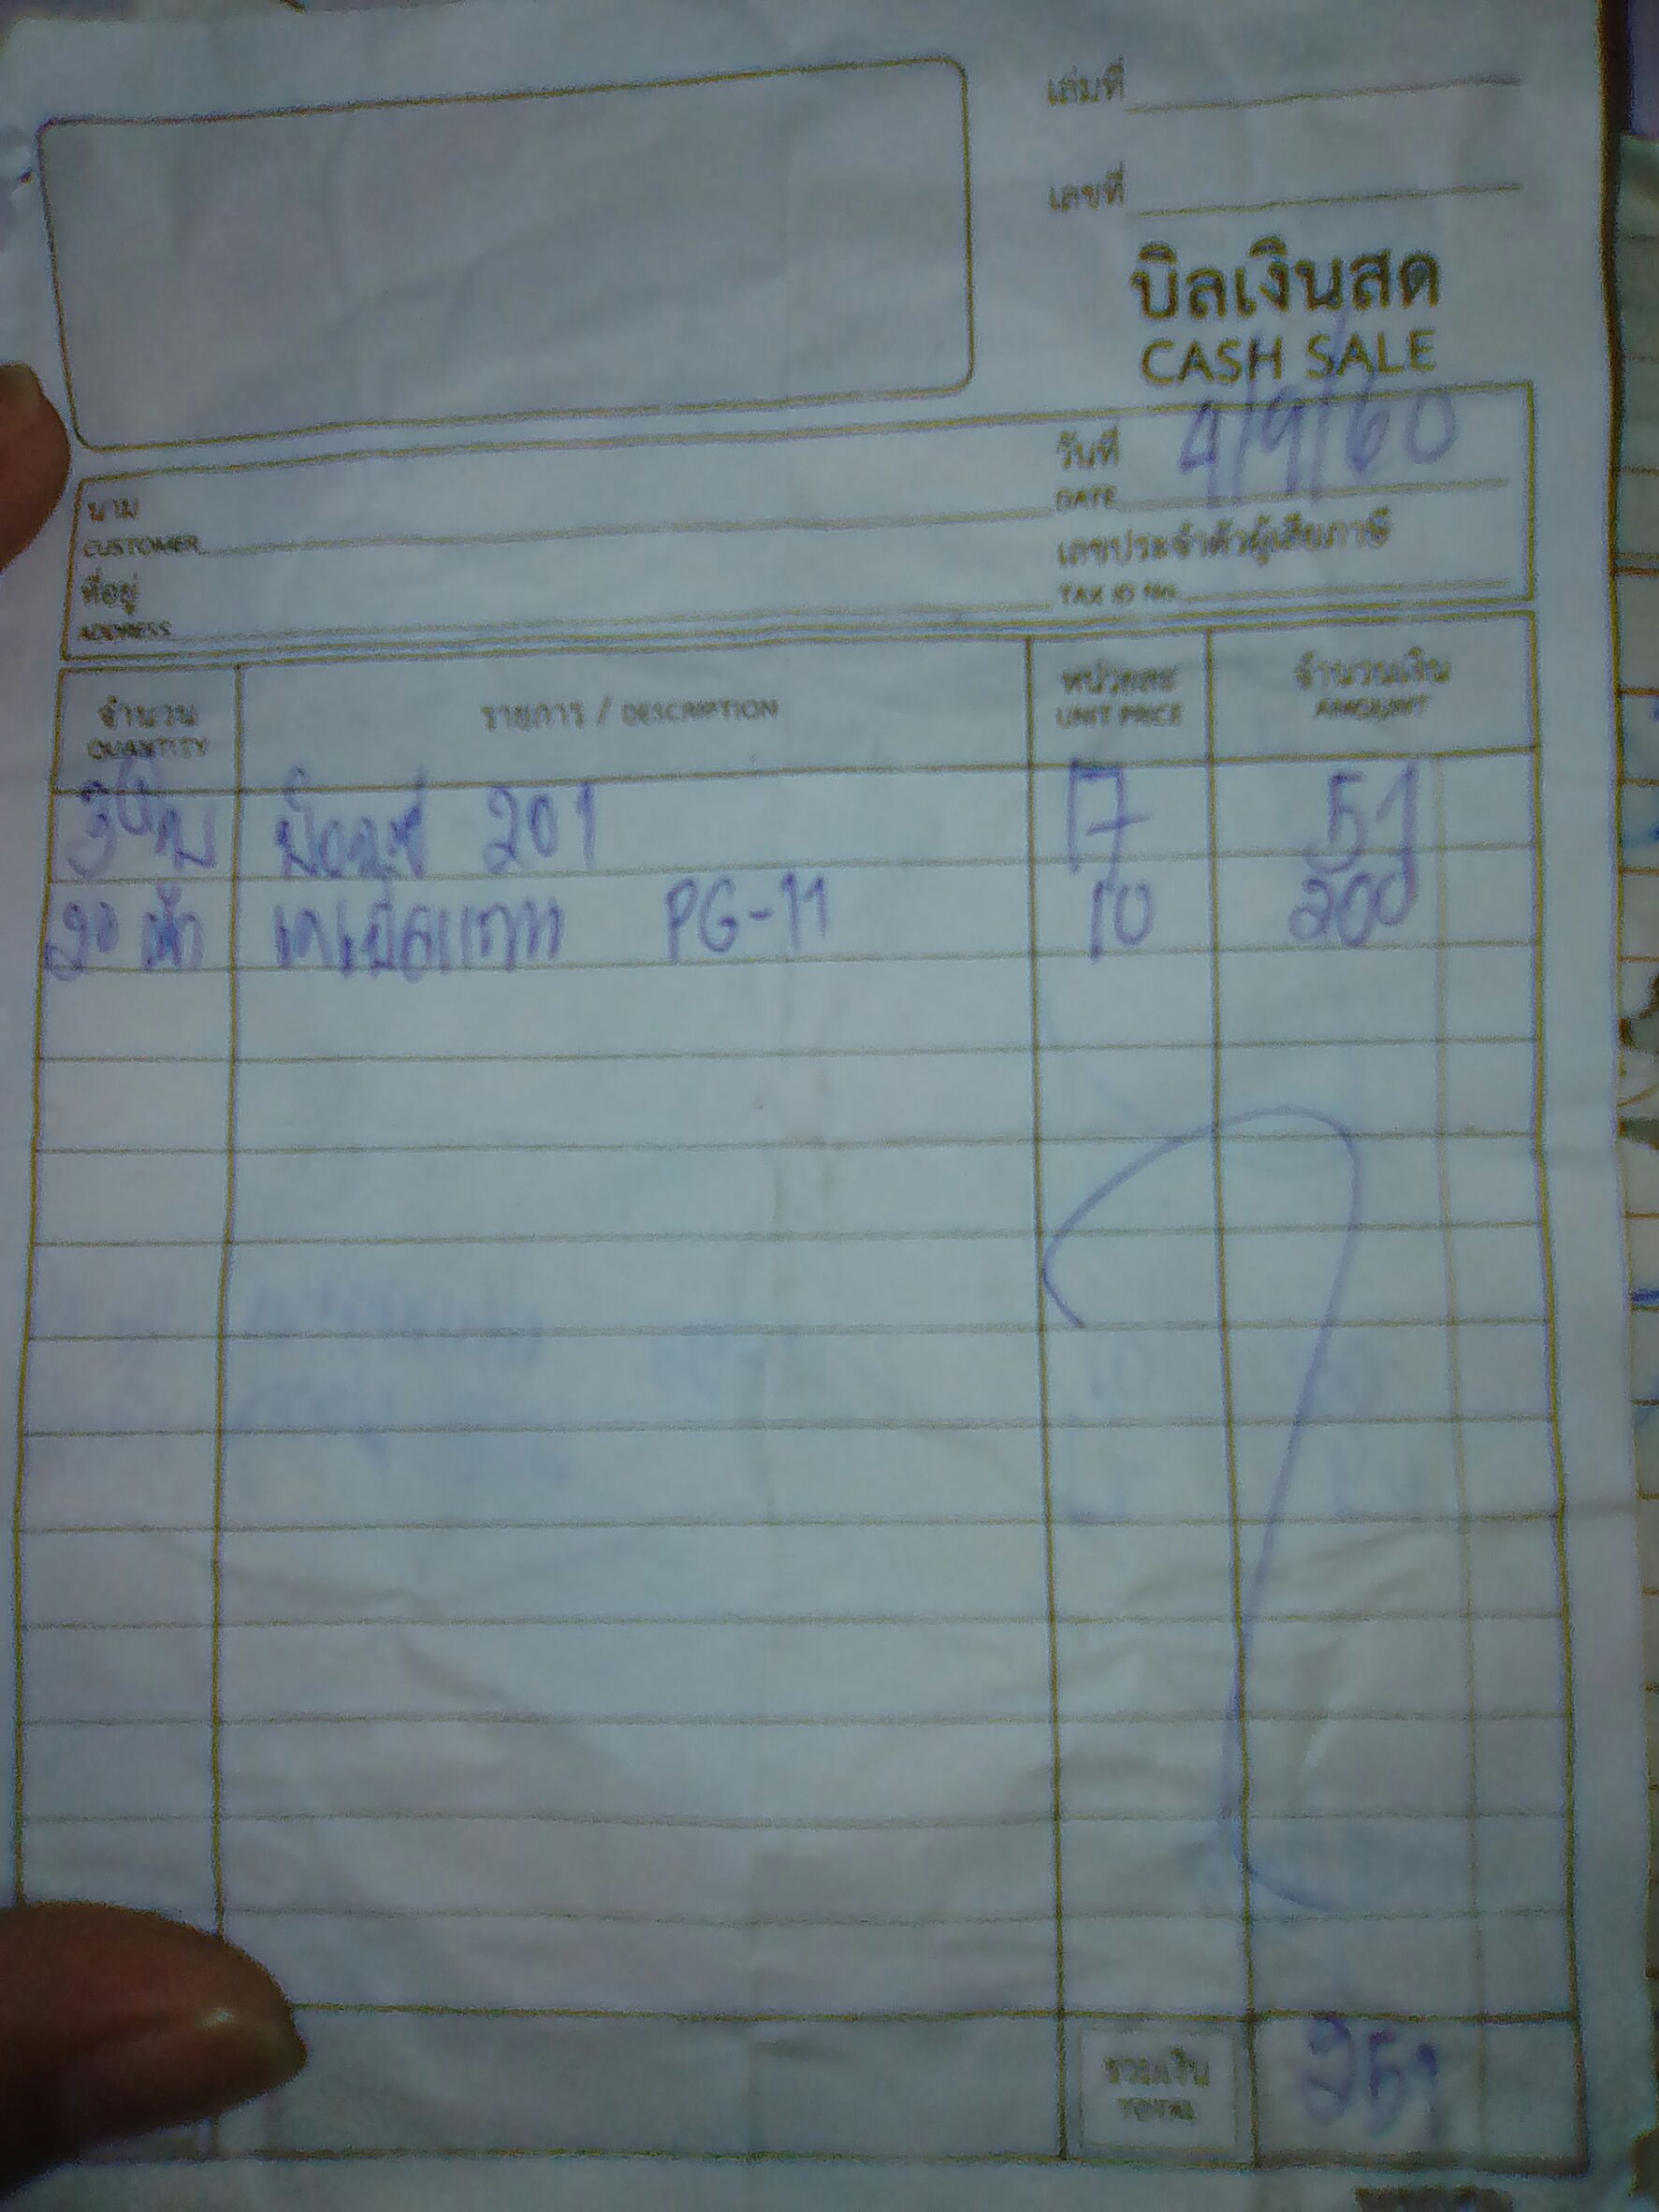 เล่มที่
เลขที่
บิลเงินสด
CASH SALE
วันที่ 4/9/60
DATE
นาม
CUSTOMER
เลขประจำตัวผู้เสียภาษี
ที่อยู่
TAX ID No.
ADDRESS
จำนวน รายการ / DESCRIPTION หน่วยละ จำนวนเงิน
QUANTITY UNIT PRICE AMOUNT
3 201 17 51
20 PG-11 10 200
รวมเงิน 251
TOTAL